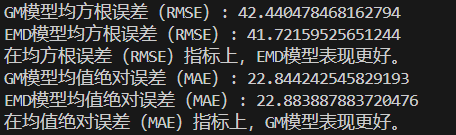 GM模型均方根误差（RMSE）: 42.440478468162794
EMD模型均方根误差（RMSE）: 41.72159525651244
在均方根误差（RMSE）指标上，EMD模型表现更好。
GM模型均值绝对误差（MAE）: 22.844242545829193
EMD模型均值绝对误差（MAE）: 22.883887883720476
在均值绝对误差（MAE）指标上，GM模型表现更好。